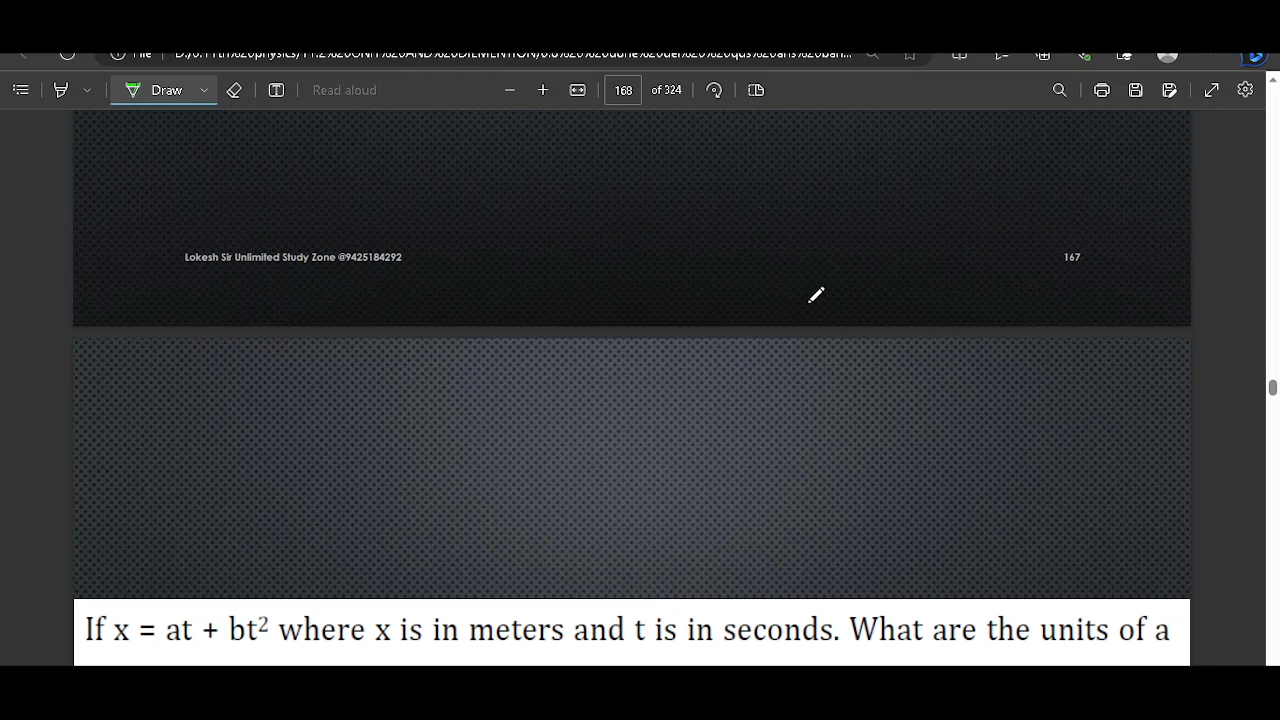 Draw
Read aloud
168 of 324
Lokesh Sir Unlimited Study Zone @9425184292
167
If x = at + bt² where x is in meters and t is in seconds. What are the units of a